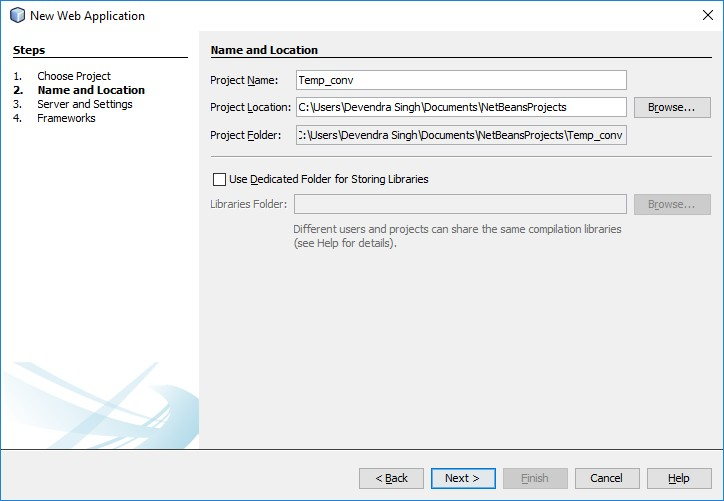 New Web Application
Steps
1. Choose Project
2. Name and Location
3. Server and Settings
4. Frameworks
Name and Location
Project Name: Temp_conv
Project Location: C:\Users\Devendra Singh\Documents\NetBeansProjects Browse...
Project Folder: C:\Users\Devendra Singh\Documents\NetBeansProjects\Temp_conv
Use Dedicated Folder for Storing Libraries
Libraries Folder: Browse...
Different users and projects can share the same compilation libraries
(see Help for details).
< Back Next > Finish Cancel Help